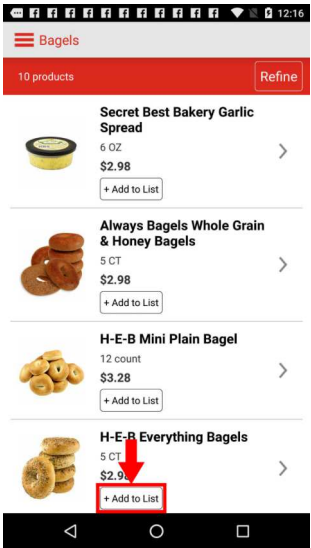 12:16
Bagels
10 products
Refine
Secret Best Bakery Garlic
Spread
6 OZ
$2.98
+ Add to List
Always Bagels Whole Grain
& Honey Bagels
5 CT
$2.98
+ Add to List
H-E-B Mini Plain Bagel
12 count
$3.28
+ Add to List
H-E-B Everything Bagels
5 CT
+ Add to List